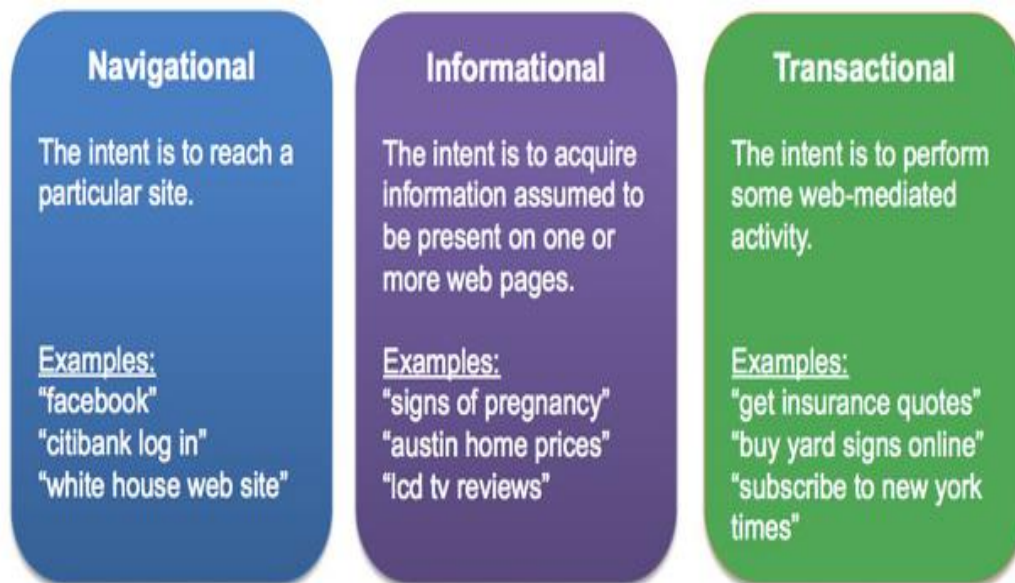 Navigational
The intent is to reach a
particular site.
Examples:
“facebook”
“citibank log in”
“white house web site”
Informational
The intent is to acquire
information assumed to
be present on one or
more web pages.
Examples:
“signs of pregnancy”
“austin home prices”
“lcd tv reviews”
Transactional
The intent is to perform
some web-mediated
activity.
Examples:
“get insurance quotes”
“buy yard signs online”
“subscribe to new york
times”